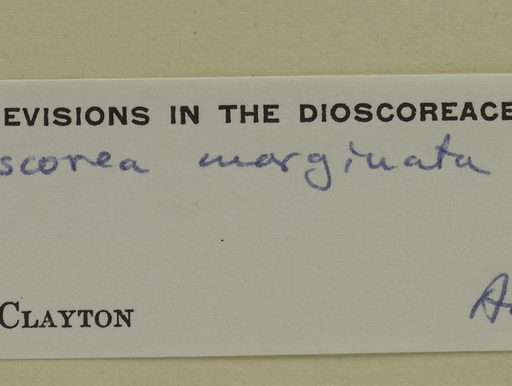 EVISIONS IN THE DIOSCOREACE
scorea marginata
CLAYTON